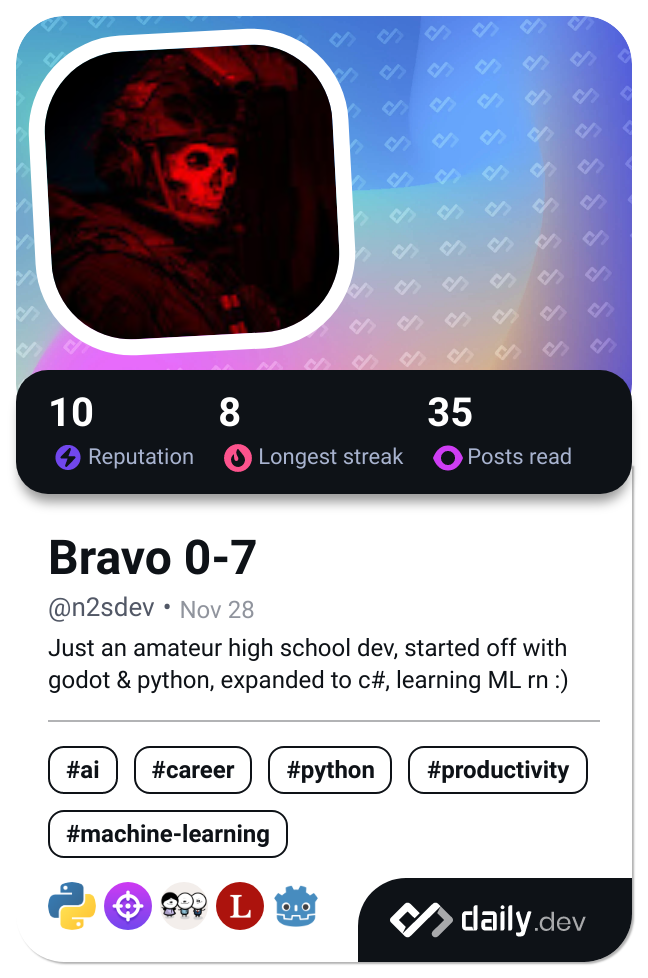 10 8 35
Reputation Longest streak Posts read
Bravo 0-7
@n2sdev • Nov 28
Just an amateur high school dev, started off with
godot & python, expanded to c#, learning ML rn :)
#ai #career #python #productivity
#machine-learning
L
daily.dev